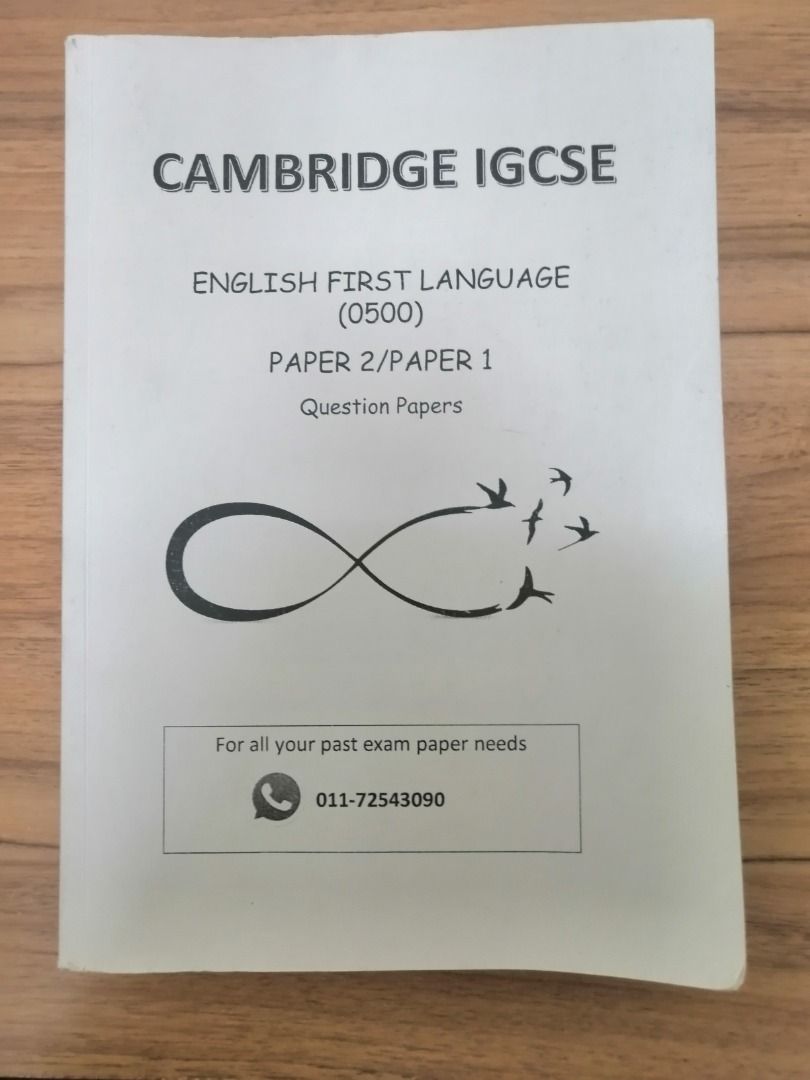 CAMBRIDGE IGCSE
ENGLISH FIRST LANGUAGE
(0500)
PAPER 2/PAPER 1
Question Papers
For all your past exam paper needs
011-72543090